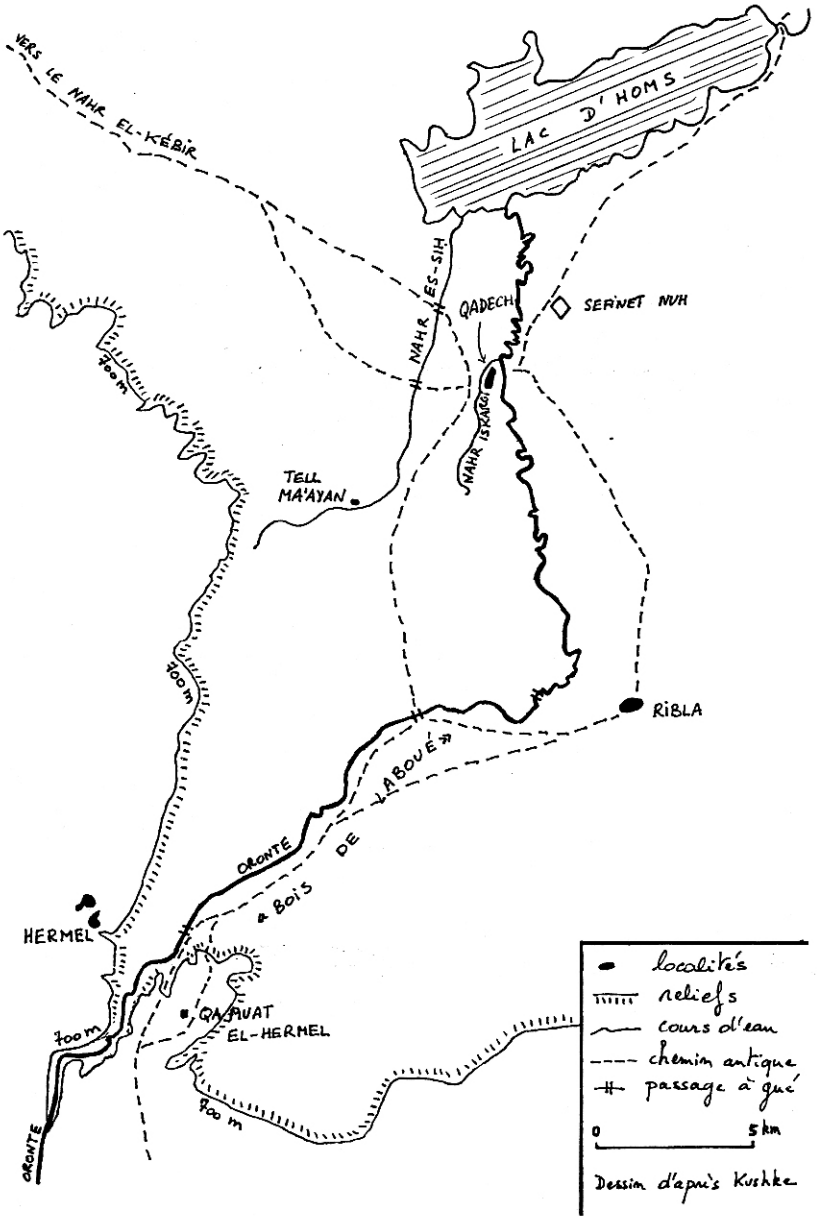 VERS LE NAHR EL-KÉBIR
LAC D'HOMS
NAHR ES-SIH
QADECH
SEFINET NUH
700m
NAHR ISKARGI
TELL
MA'AYAN
700m
RIBLA
"BOIS DE LABOUÉ"
ORONTE
HERMEL
QAMUAT
EL-HERMEL
700m
700m
ORONTE
localités
reliefs
cours d'eau
chemin antique
passage à gué
0 5 km
Dessin d'après Kushke